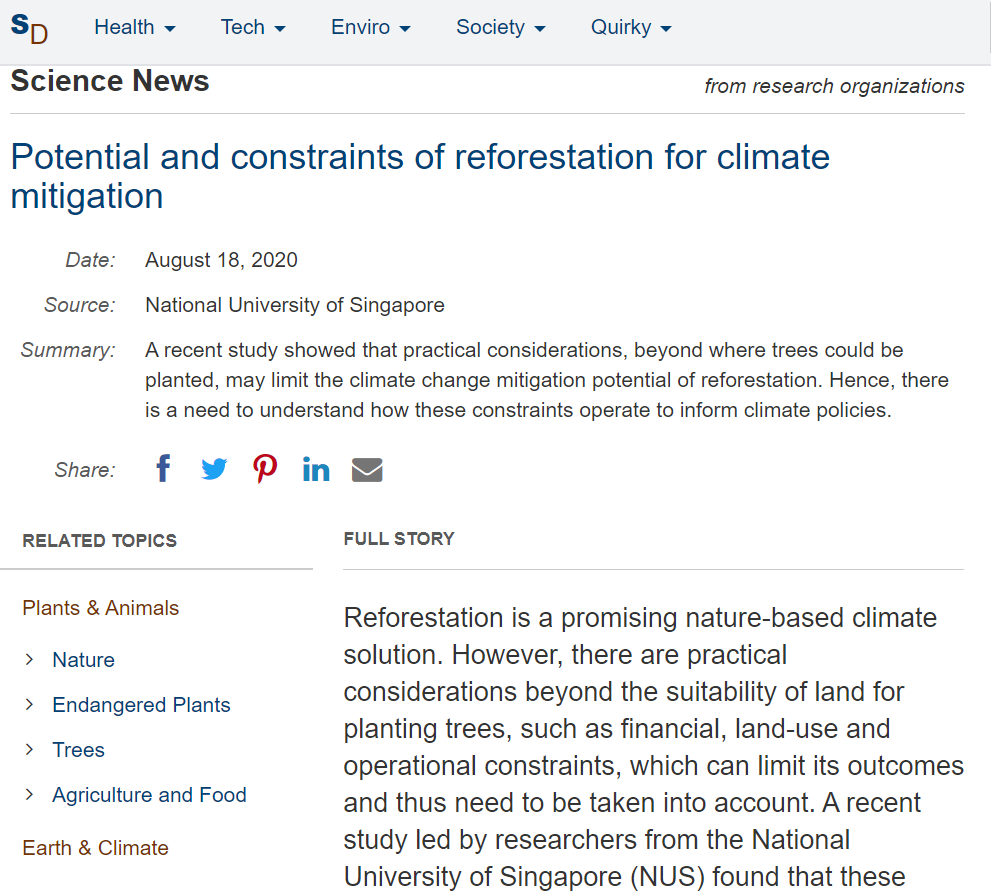 SD
Health Tech Enviro Society Quirky
Science News
from research organizations
Potential and constraints of reforestation for climate
mitigation
Date: August 18, 2020
Source: National University of Singapore
Summary: A recent study showed that practical considerations, beyond where trees could be
planted, may limit the climate change mitigation potential of reforestation. Hence, there
is a need to understand how these constraints operate to inform climate policies.
Share:
RELATED TOPICS
Plants & Animals
Nature
Endangered Plants
Trees
Agriculture and Food
Earth & Climate
FULL STORY
Reforestation is a promising nature-based climate
solution. However, there are practical
considerations beyond the suitability of land for
planting trees, such as financial, land-use and
operational constraints, which can limit its outcomes
and thus need to be taken into account. A recent
study led by researchers from the National
University of Singapore (NUS) found that these